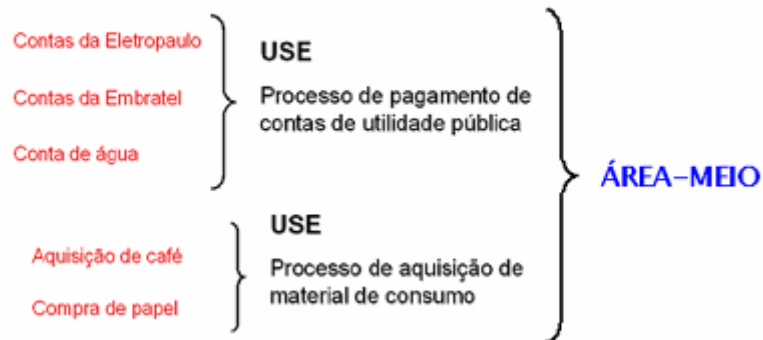 Contas da Eletropaulo
Contas da Embratel
Conta de água
USE
Processo de pagamento de
contas de utilidade pública
Aquisição de café
Compra de papel
USE
Processo de aquisição de
material de consumo
ÁREA-MEIO